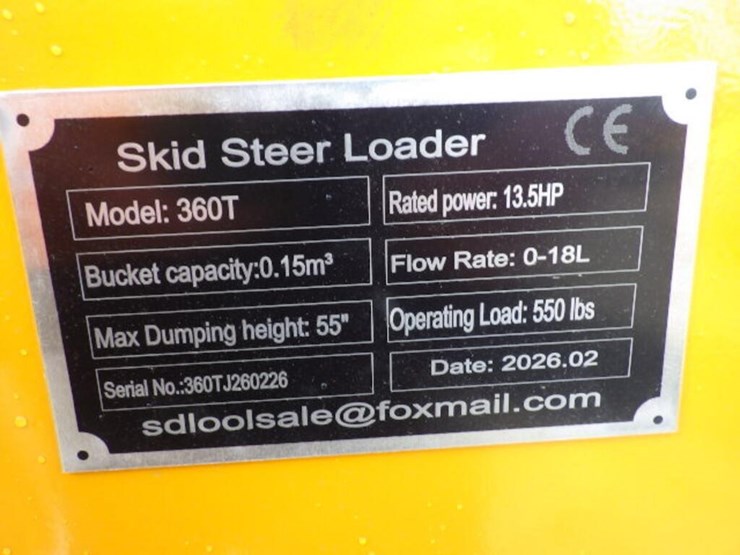 Skid Steer Loader CE
Model: 360T
Rated power: 13.5HP
Bucket capacity:0.15m³
Flow Rate: 0-18L
Max Dumping height: 55"
Operating Load: 550 lbs
Serial No.:360TJ260226
Date: 2026.02
sdloolsale@foxmail.com